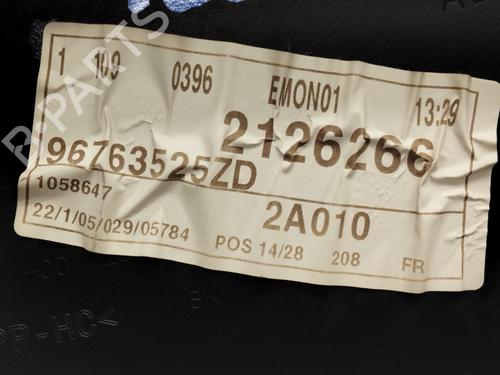 1 109 0396 EMON01 13:29
2126266
96763525ZD
1058647 2A010
22/1/05/029/05784 POS 14/28 208 FR
PP-HC<
B-PARTS